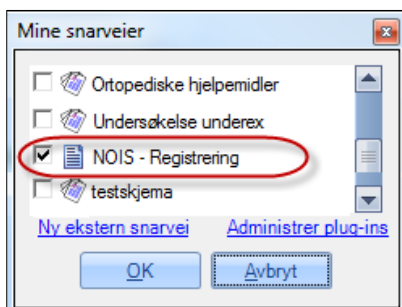 Mine snarveier
Ortopediske hjelpemidler
Undersøkelse underex
NOIS - Registrering
testskjema
Ny ekstern snarvei Administrer plug-ins
OK Avbryt